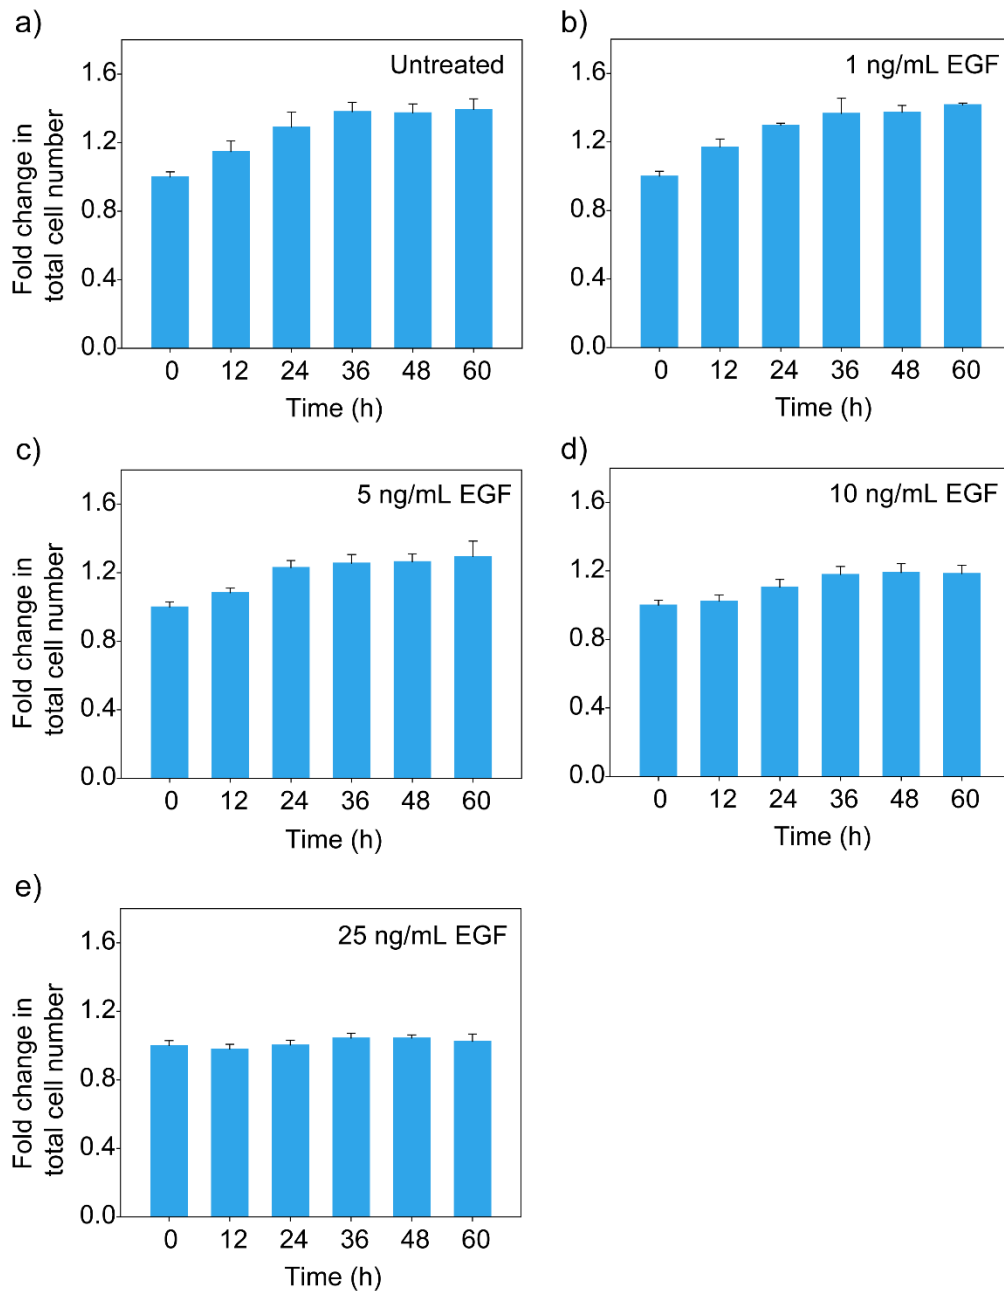 a)
Untreated
Fold change in
total cell number
1.6
1.2
0.8
0.4
0.0
0 12 24 36 48 60
Time (h)
b)
1 ng/mL EGF
1.6
1.2
0.8
0.4
0.0
0 12 24 36 48 60
Time (h)
c)
5 ng/mL EGF
Fold change in
total cell number
1.6
1.2
0.8
0.4
0.0
0 12 24 36 48 60
Time (h)
d)
10 ng/mL EGF
1.6
1.2
0.8
0.4
0.0
0 12 24 36 48 60
Time (h)
e)
25 ng/mL EGF
Fold change in
total cell number
1.6
1.2
0.8
0.4
0.0
0 12 24 36 48 60
Time (h)